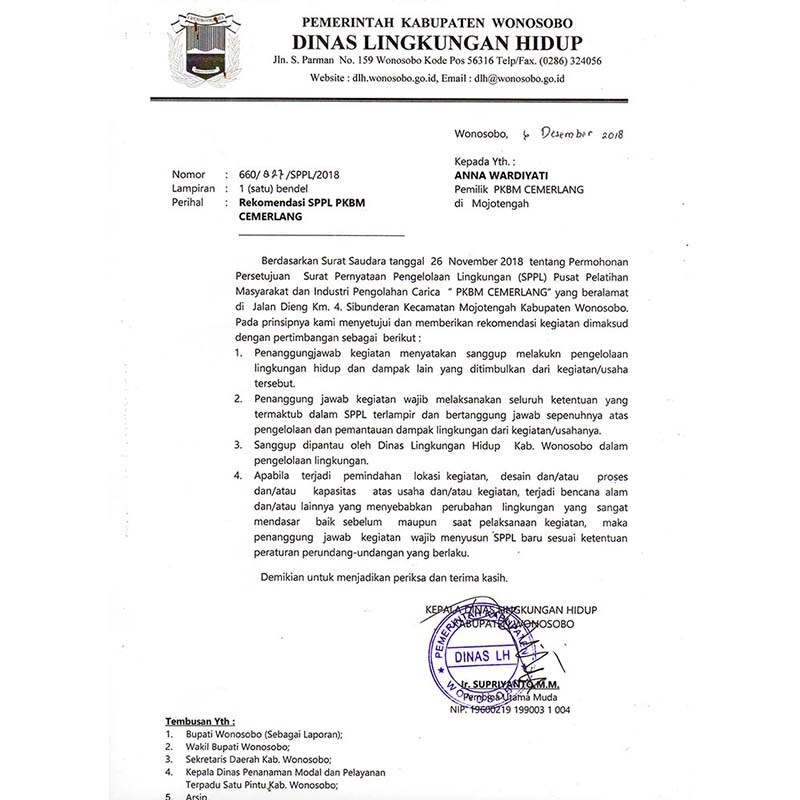 PEMERINTAH KABUPATEN WONOSOBO
DINAS LINGKUNGAN HIDUP
Jln. S. Parman No. 159 Wonosobo Kode Pos 56316 Telp/Fax. (0286) 324056
Website : dlh.wonosobo.go.id, Email : dlh@wonosobo.go.id
Wonosobo, 6 Desember 2018
Kepada Yth. :
ANNA WARDIYATI
Pemilik PKBM CEMERLANG
di Mojotengah
Nomor : 660/827/SPPL/2018
Lampiran : 1 (satu) bendel
Perihal : Rekomendasi SPPL PKBM
CEMERLANG
Berdasarkan Surat Saudara tanggal 26 November 2018 tentang Permohonan
Persetujuan Surat Pernyataan Pengelolaan Lingkungan (SPPL) Pusat Pelatihan
Masyarakat dan Industri Pengolahan Carica " PKBM CEMERLANG" yang beralamat
di Jalan Dieng Km. 4. Sibunderan Kecamatan Mojotengah Kabupaten Wonosobo.
Pada prinsipnya kami menyetujui dan memberikan rekomendasi kegiatan dimaksud
dengan pertimbangan sebagai berikut :
1. Penanggungjawab kegiatan menyatakan sanggup melakukn pengelolaan
lingkungan hidup dan dampak lain yang ditimbulkan dari kegiatan/usaha
tersebut.
2. Penanggung jawab kegiatan wajib melaksanakan seluruh ketentuan yang
termaktub dalam SPPL terlampir dan bertanggung jawab sepenuhnya atas
pengelolaan dan pemantauan dampak lingkungan dari kegiatan/usahanya.
3. Sanggup dipantau oleh Dinas Lingkungan Hidup Kab. Wonosobo dalam
pengelolaan lingkungan.
4. Apabila terjadi pemindahan lokasi kegiatan, desain dan/atau proses
dan/atau kapasitas atas usaha dan/atau kegiatan, terjadi bencana alam
dan/atau lainnya yang menyebabkan perubahan lingkungan yang sangat
mendasar baik sebelum maupun saat pelaksanaan kegiatan, maka
penanggung jawab kegiatan wajib menyusun SPPL baru sesuai ketentuan
peraturan perundang-undangan yang berlaku.
Demikian untuk menjadikan periksa dan terima kasih.
KEPALA DINAS LINGKUNGAN HIDUP
KABUPATEN WONOSOBO
PEMERINTAH KABUPATEN
DINAS LH
WONOSOBO
Ir. SUPRIYANTO,M.M.
Pembina Utama Muda
NIP. 19600219 199003 1 004
Tembusan Yth :
1. Bupati Wonosobo (Sebagai Laporan);
2. Wakil Bupati Wonosobo;
3. Sekretaris Daerah Kab. Wonosobo;
4. Kepala Dinas Penanaman Modal dan Pelayanan
Terpadu Satu Pintu Kab. Wonosobo;
5. Arsip